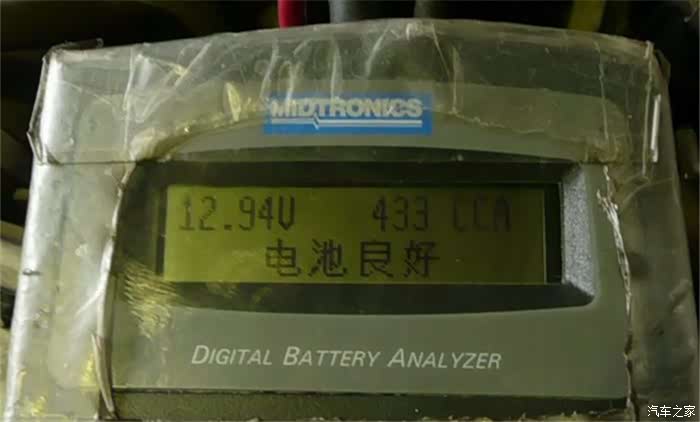 MIDTRONICS
12.94V 433 CCA
电池良好
DIGITAL BATTERY ANALYZER
汽车之家